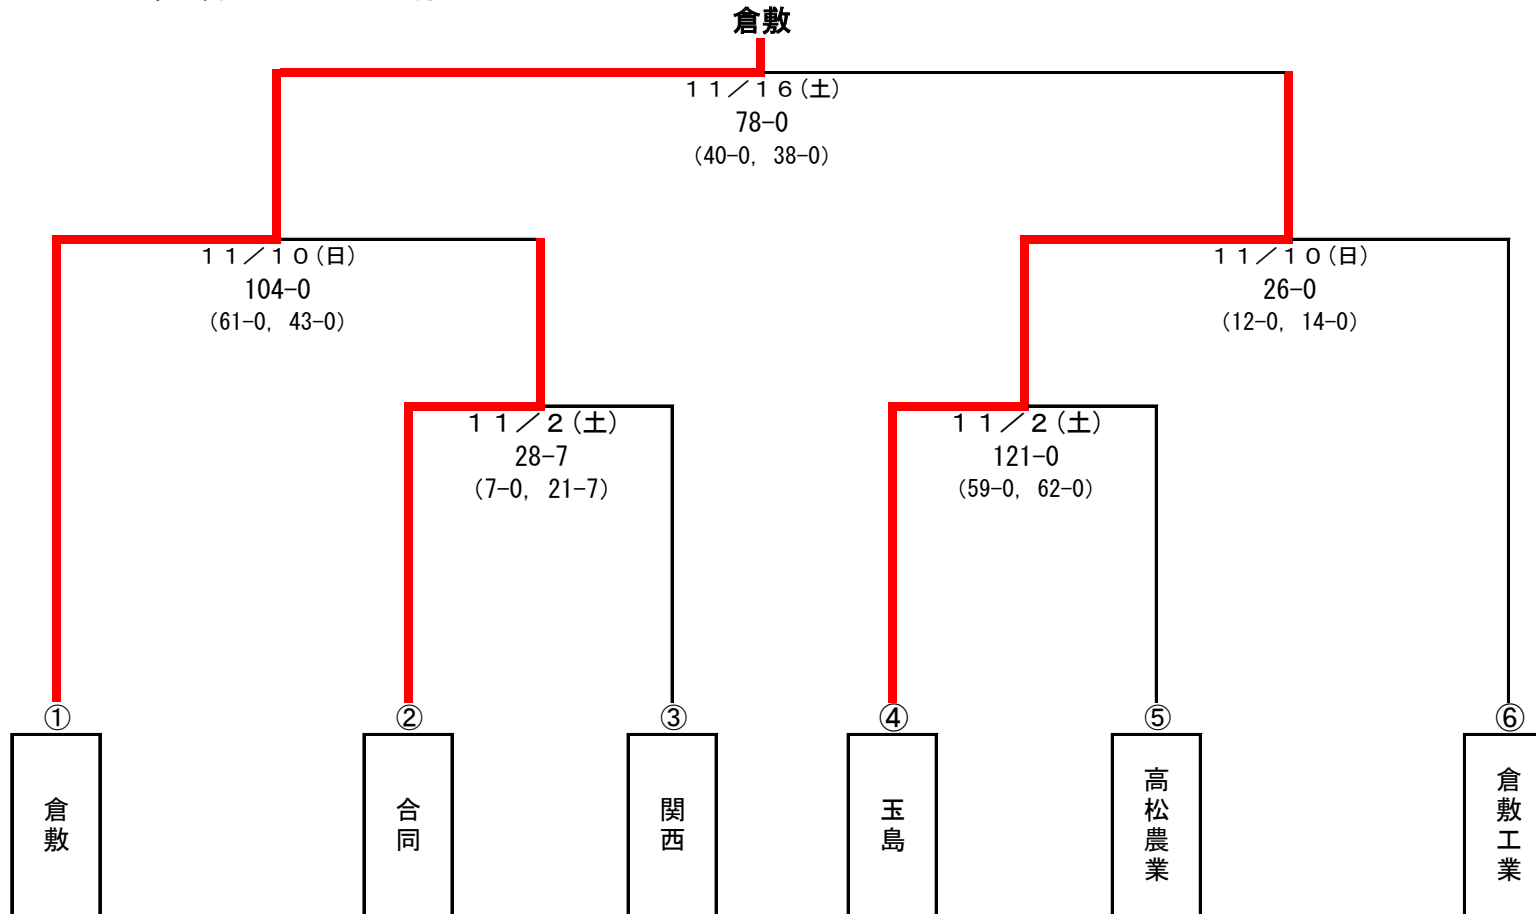 倉敷
１１／１６(土)
78-0
(40-0, 38-0)
１１／１０(日)
104-0
(61-0, 43-0)
１１／１０(日)
26-0
(12-0, 14-0)
１１／２(土)
28-7
(7-0, 21-7)
１１／２(土)
121-0
(59-0, 62-0)
①
②
③
④
⑤
⑥
倉敷
合同
関西
玉島
高松農業
倉敷工業